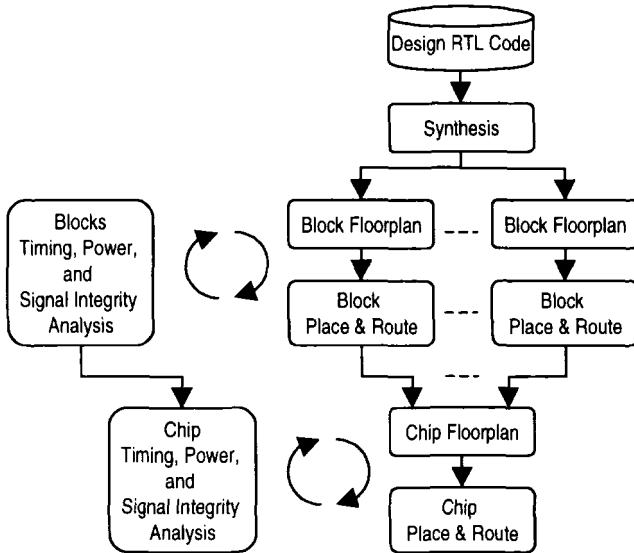 Design RTL Code
Synthesis
Block Floorplan
Block Floorplan
Blocks
Timing, Power,
and
Signal Integrity
Analysis
Block
Place & Route
Block
Place & Route
Chip
Timing, Power,
and
Signal Integrity
Analysis
Chip Floorplan
Chip
Place & Route